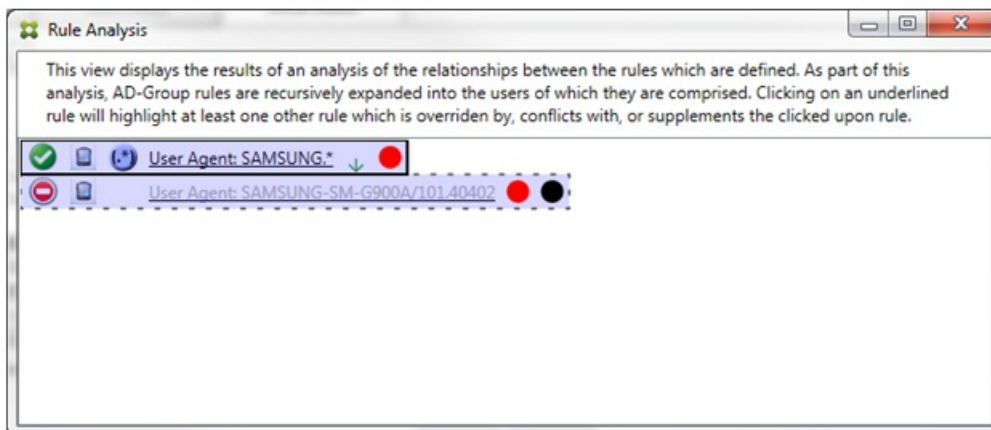 Rule Analysis
This view displays the results of an analysis of the relationships between the rules which are defined. As part of this
analysis, AD-Group rules are recursively expanded into the users of which they are comprised. Clicking on an underlined
rule will highlight at least one other rule which is overriden by, conflicts with, or supplements the clicked upon rule.
(.*) User Agent: SAMSUNG.*
User Agent: SAMSUNG-SM-G900A/101.40402